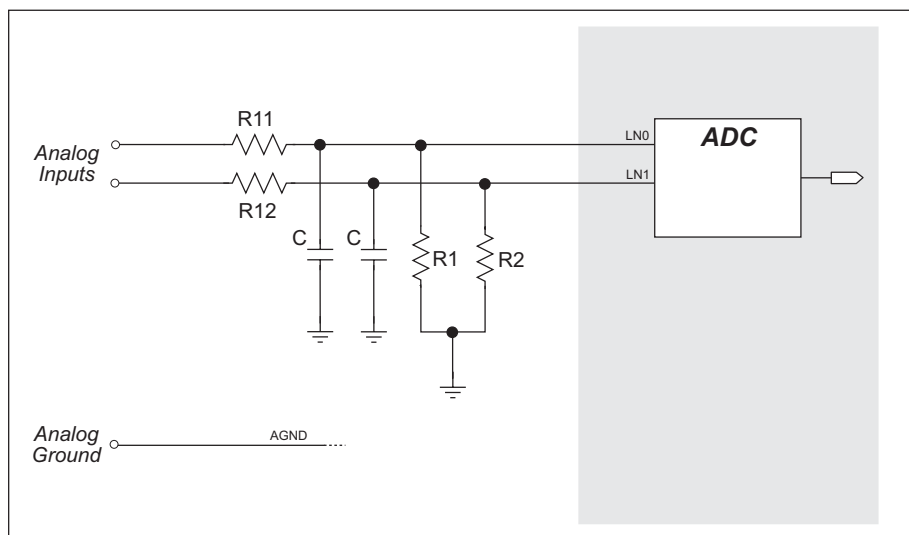 R11
ADC
LN0
Analog
Inputs
LN1
R12
C
C
R1
R2
Analog
Ground
AGND